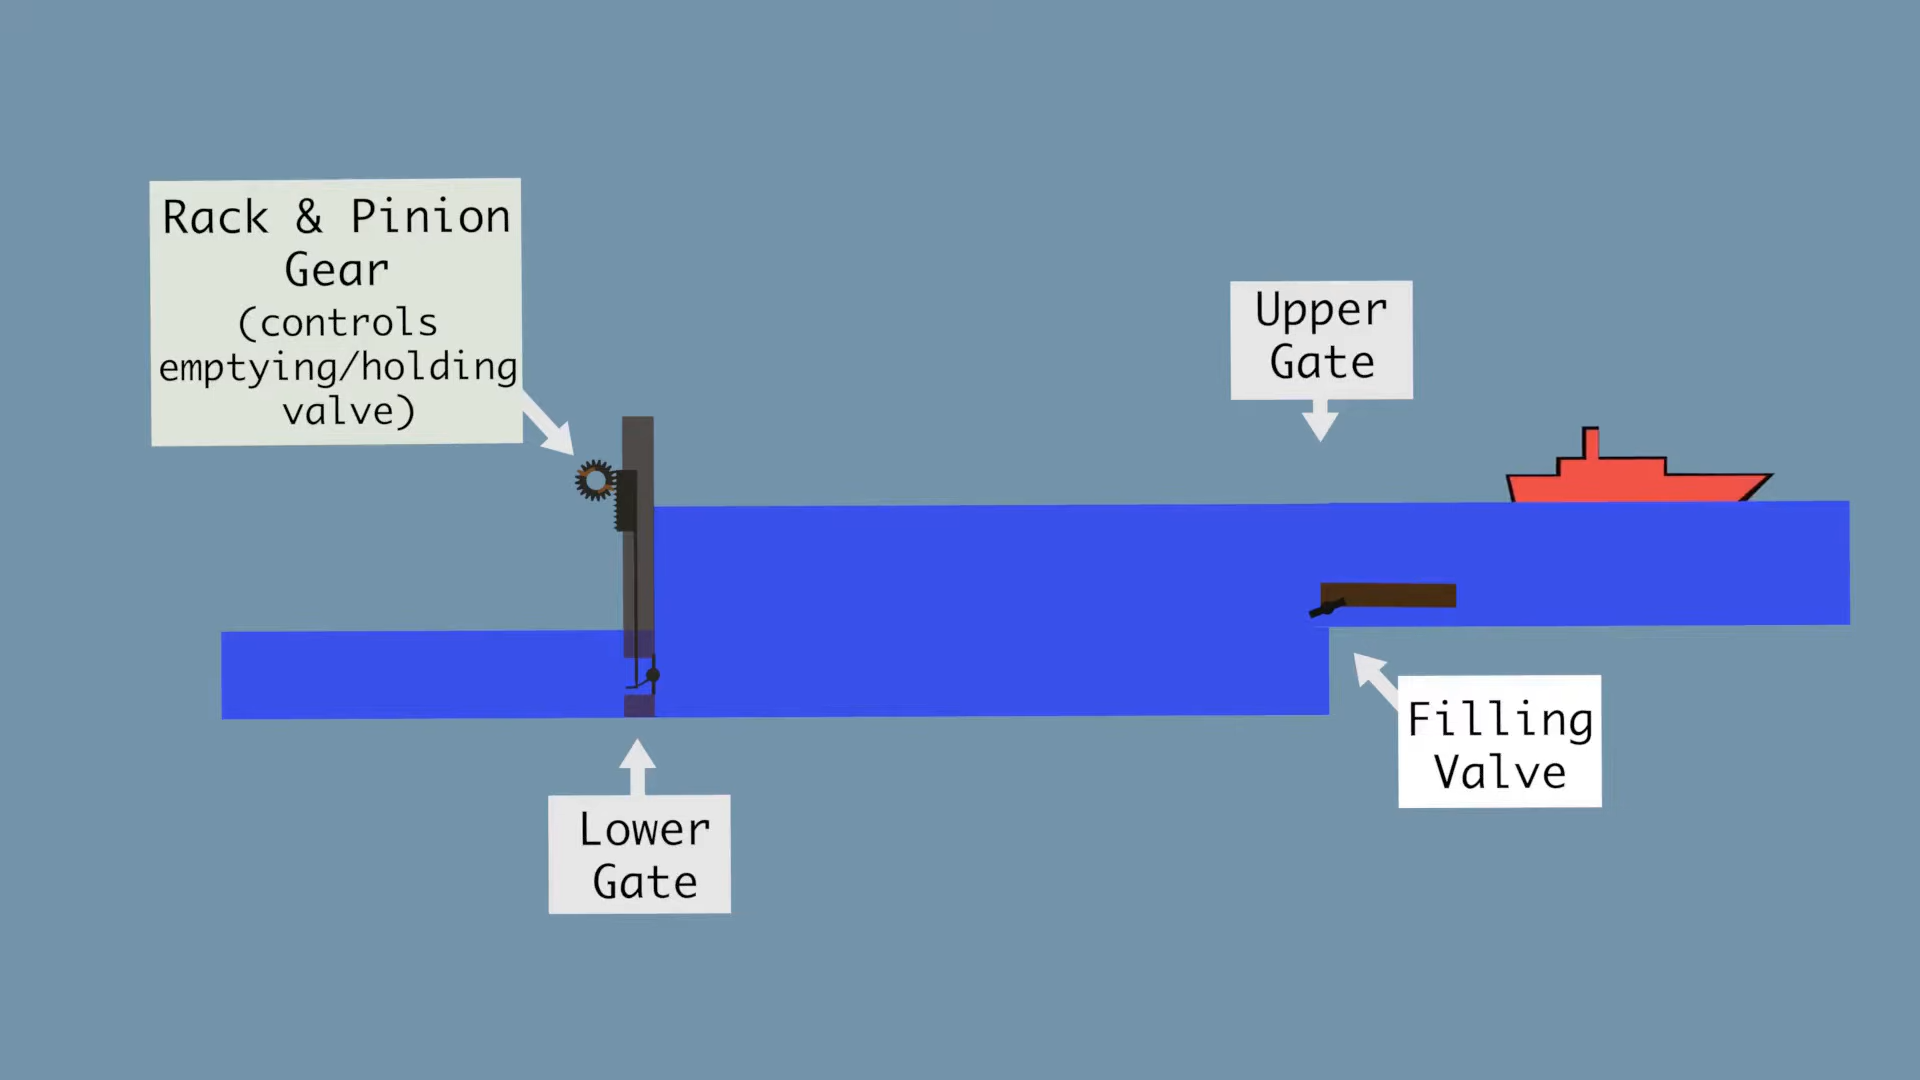 Rack & Pinion
Gear
(controls
emptying/holding
valve)
Upper
Gate
Filling
Valve
Lower
Gate